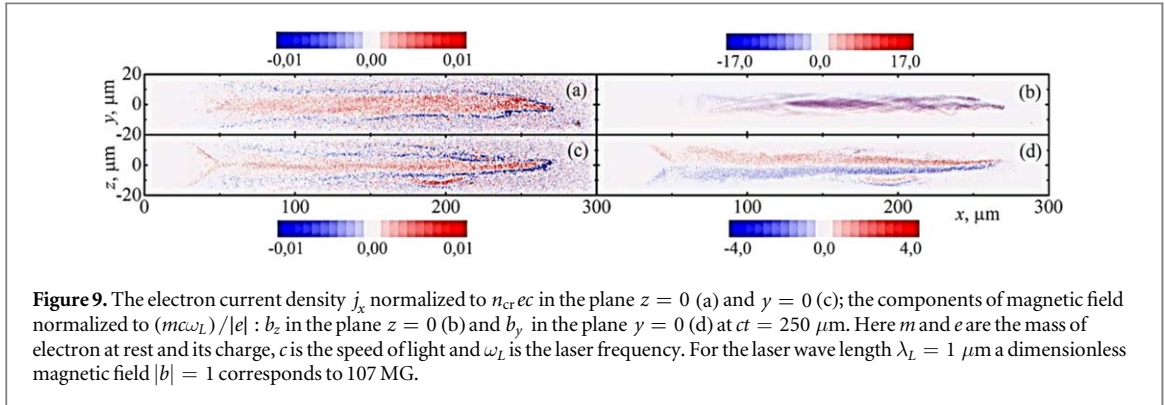 -0,01 0,00 0,01 -17,0 0,0 17,0
20
(a) (b)
y, μm 0
-20
(c) (d)
z, μm 0
-20
0 100 200 300 100 200 300
x, μm
-0,01 0,00 0,01 -4,0 0,0 4,0
Figure 9. The electron current density jₓ normalized to n_cr ec in the plane z = 0 (a) and y = 0 (c); the components of magnetic field
normalized to (mcω_L)/|e| : b_z in the plane z = 0 (b) and b_y in the plane y = 0 (d) at ct = 250 μm. Here m and e are the mass of
electron at rest and its charge, c is the speed of light and ω_L is the laser frequency. For the laser wave length λ_L = 1 μm a dimensionless
magnetic field |b| = 1 corresponds to 107 MG.